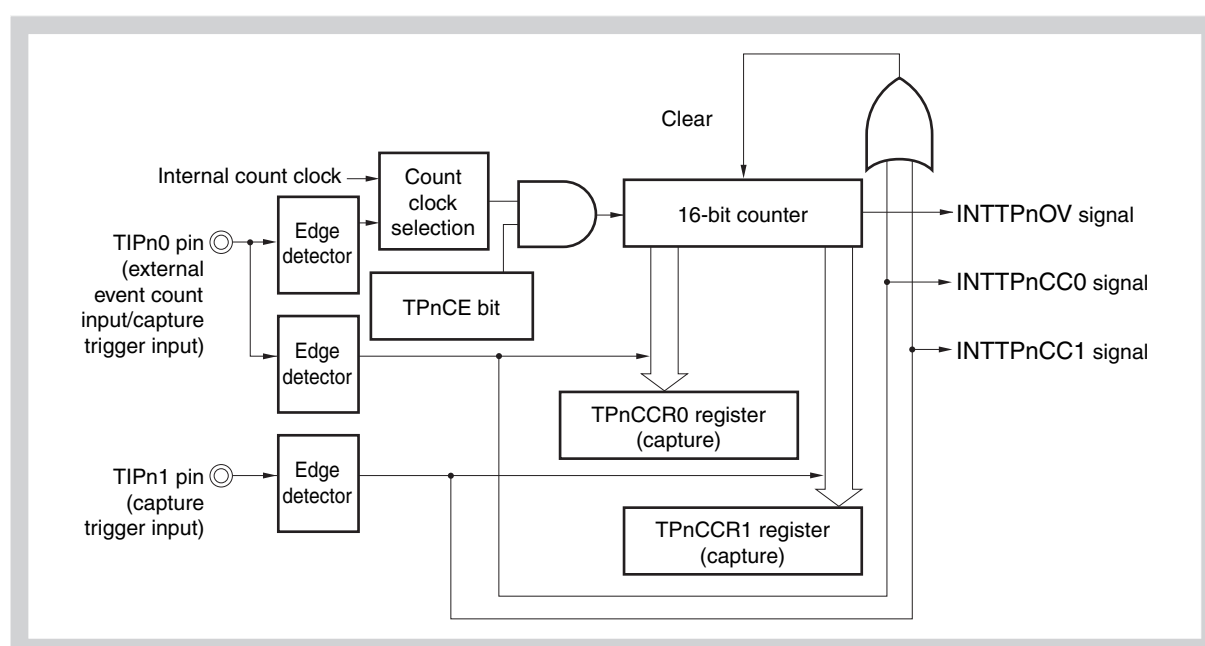 Clear
Internal count clock
Count
clock
selection
16-bit counter
INTTPnOV signal
Edge
detector
TIPn0 pin
(external
event count
input/capture
trigger input)
TPnCE bit
INTTPnCC0 signal
Edge
detector
INTTPnCC1 signal
TPnCCR0 register
(capture)
Edge
detector
TIPn1 pin
(capture
trigger input)
TPnCCR1 register
(capture)